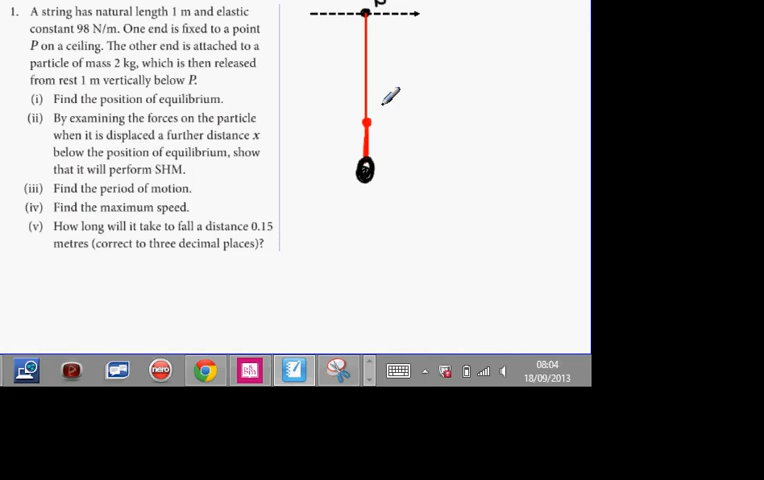 P
1. A string has natural length 1 m and elastic
constant 98 N/m. One end is fixed to a point
P on a ceiling. The other end is attached to a
particle of mass 2 kg, which is then released
from rest 1 m vertically below P.
(i) Find the position of equilibrium.
(ii) By examining the forces on the particle
when it is displaced a further distance x
below the position of equilibrium, show
that it will perform SHM.
(iii) Find the period of motion.
(iv) Find the maximum speed.
(v) How long will it take to fall a distance 0.15
metres (correct to three decimal places)?
nero
08:04
18/09/2013